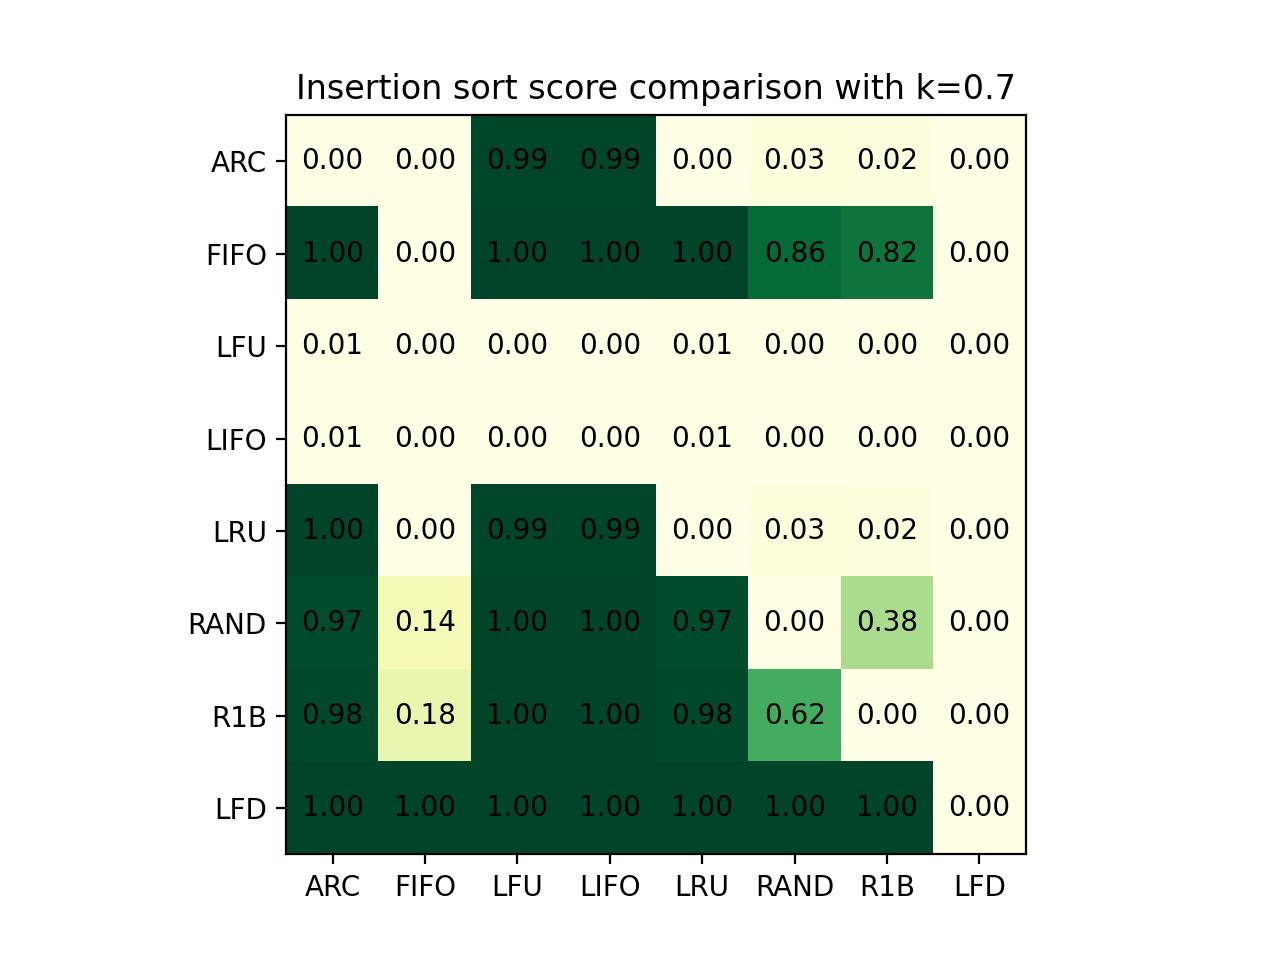 Insertion sort score comparison with k=0.7
ARC 0.00 0.00 0.99 0.99 0.00 0.03 0.02 0.00
FIFO 1.00 0.00 1.00 1.00 1.00 0.86 0.82 0.00
LFU 0.01 0.00 0.00 0.00 0.01 0.00 0.00 0.00
LIFO 0.01 0.00 0.00 0.00 0.01 0.00 0.00 0.00
LRU 1.00 0.00 0.99 0.99 0.00 0.03 0.02 0.00
RAND 0.97 0.14 1.00 1.00 0.97 0.00 0.38 0.00
R1B 0.98 0.18 1.00 1.00 0.98 0.62 0.00 0.00
LFD 1.00 1.00 1.00 1.00 1.00 1.00 1.00 0.00
ARC FIFO LFU LIFO LRU RAND R1B LFD